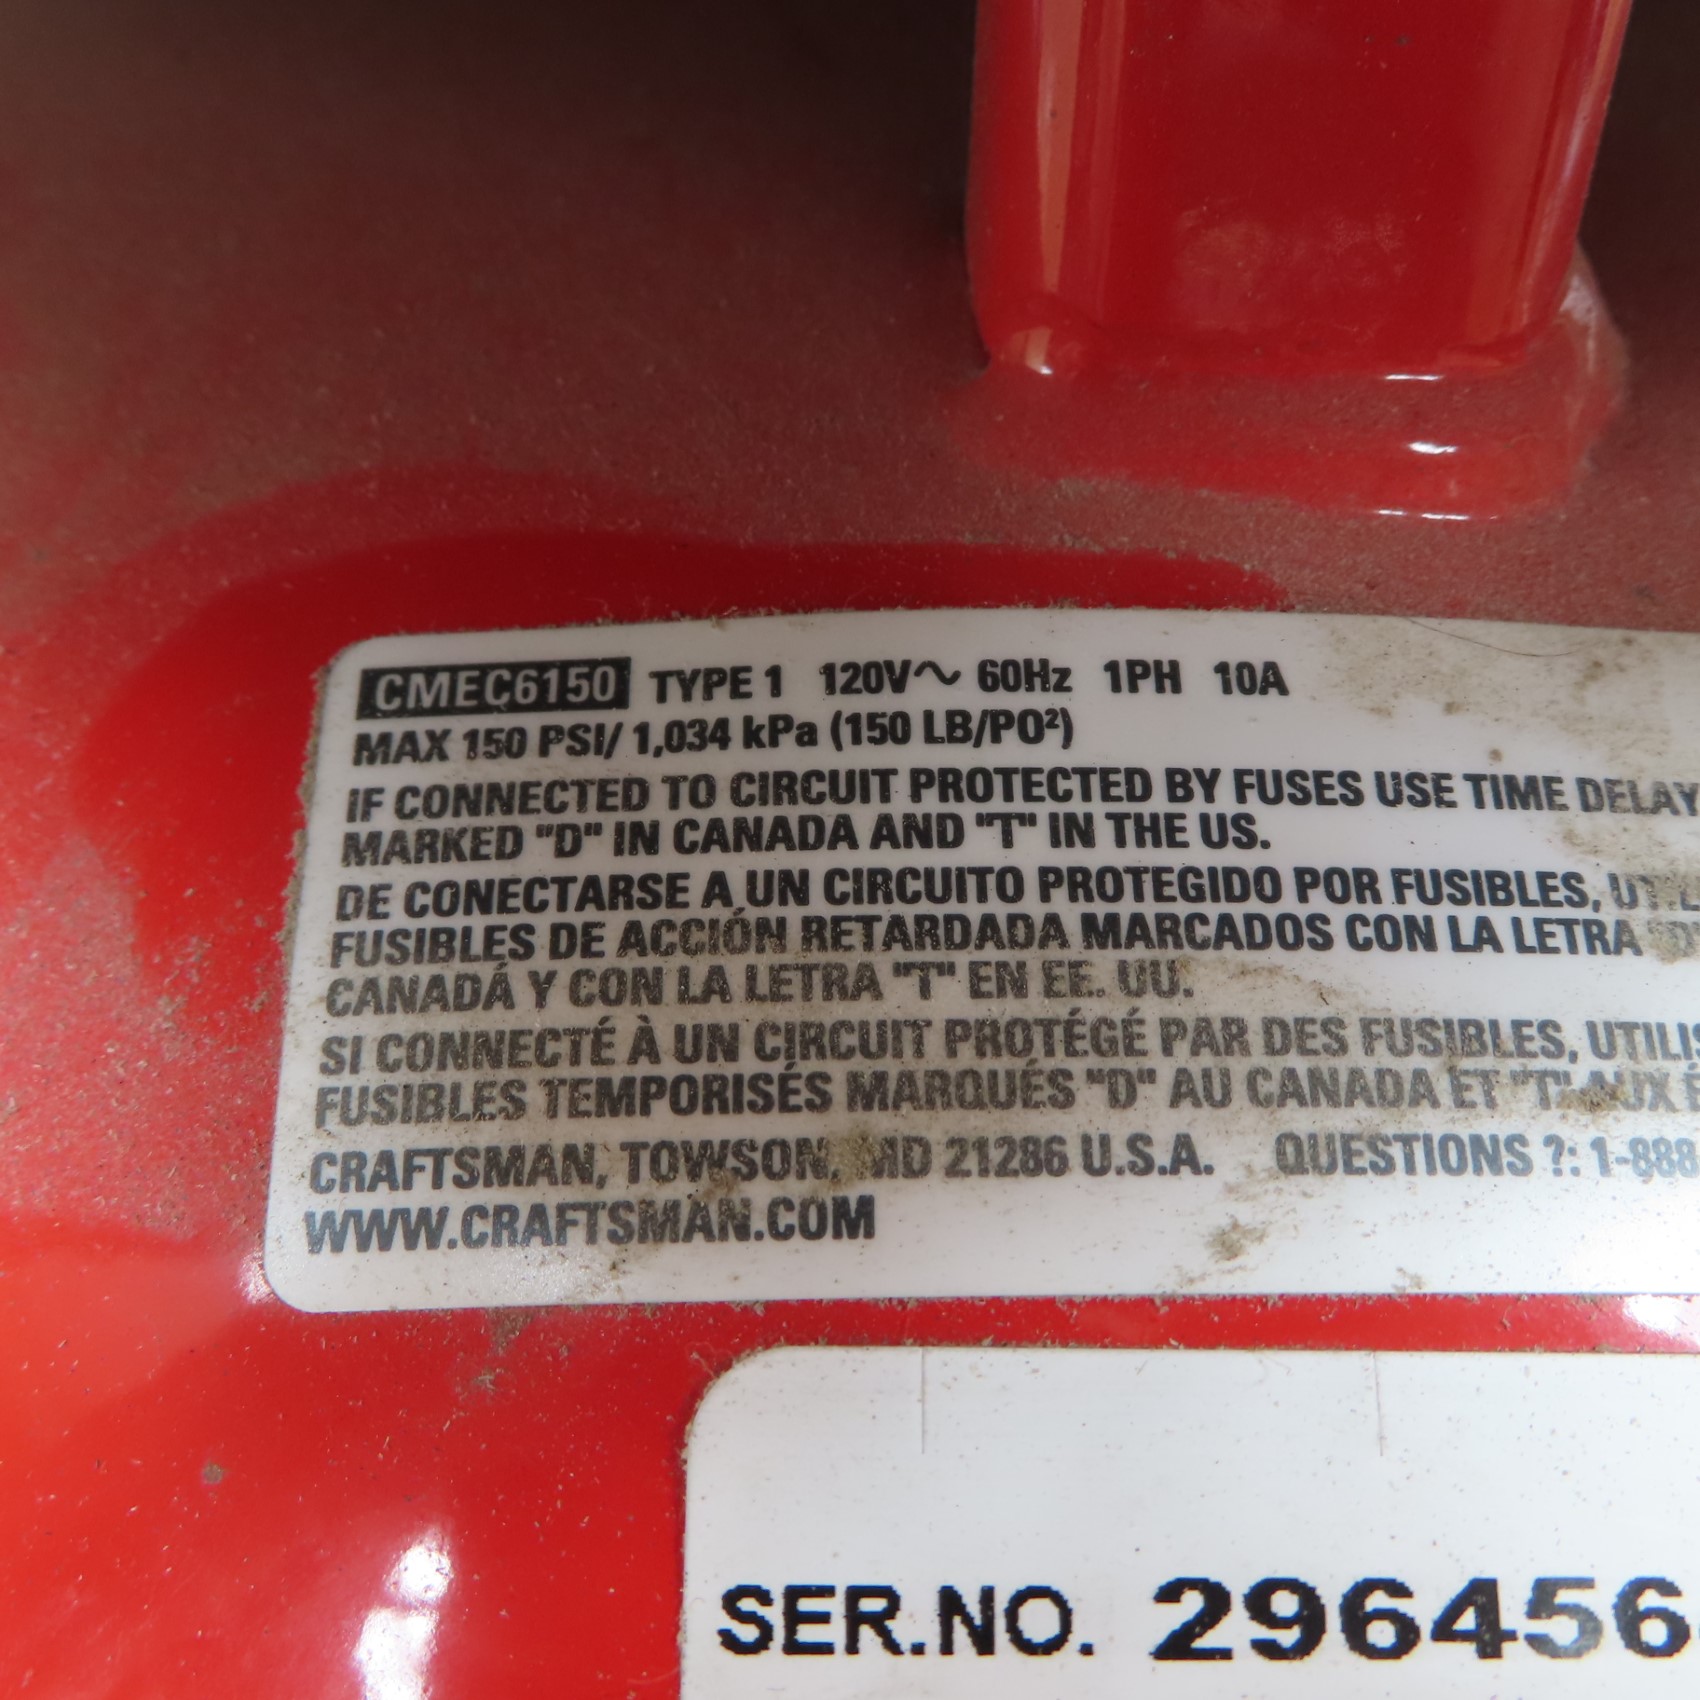 CMEC6150 TYPE 1 120V~ 60Hz 1PH 10A
MAX 150 PSI/ 1,034 kPa (150 LB/PO²)
IF CONNECTED TO CIRCUIT PROTECTED BY FUSES USE TIME DELAY
MARKED "D" IN CANADA AND "T" IN THE US.
DE CONECTARSE A UN CIRCUITO PROTEGIDO POR FUSIBLES,
FUSIBLES DE ACCIÓN RETARDADA MARCADOS CON LA LETRA "D"
CANADÁ Y CON LA LETRA "T" EN EE. UU.
SI CONNECTÉ À UN CIRCUIT PROTÉGÉ PAR DES FUSIBLES,
FUSIBLES TEMPORISÉS MARQUÉS "D" AU CANADA ET "T" AUX
CRAFTSMAN, TOWSON, MD 21286 U.S.A. QUESTIONS ?: 1-888
WWW.CRAFTSMAN.COM
SER.NO. 296456